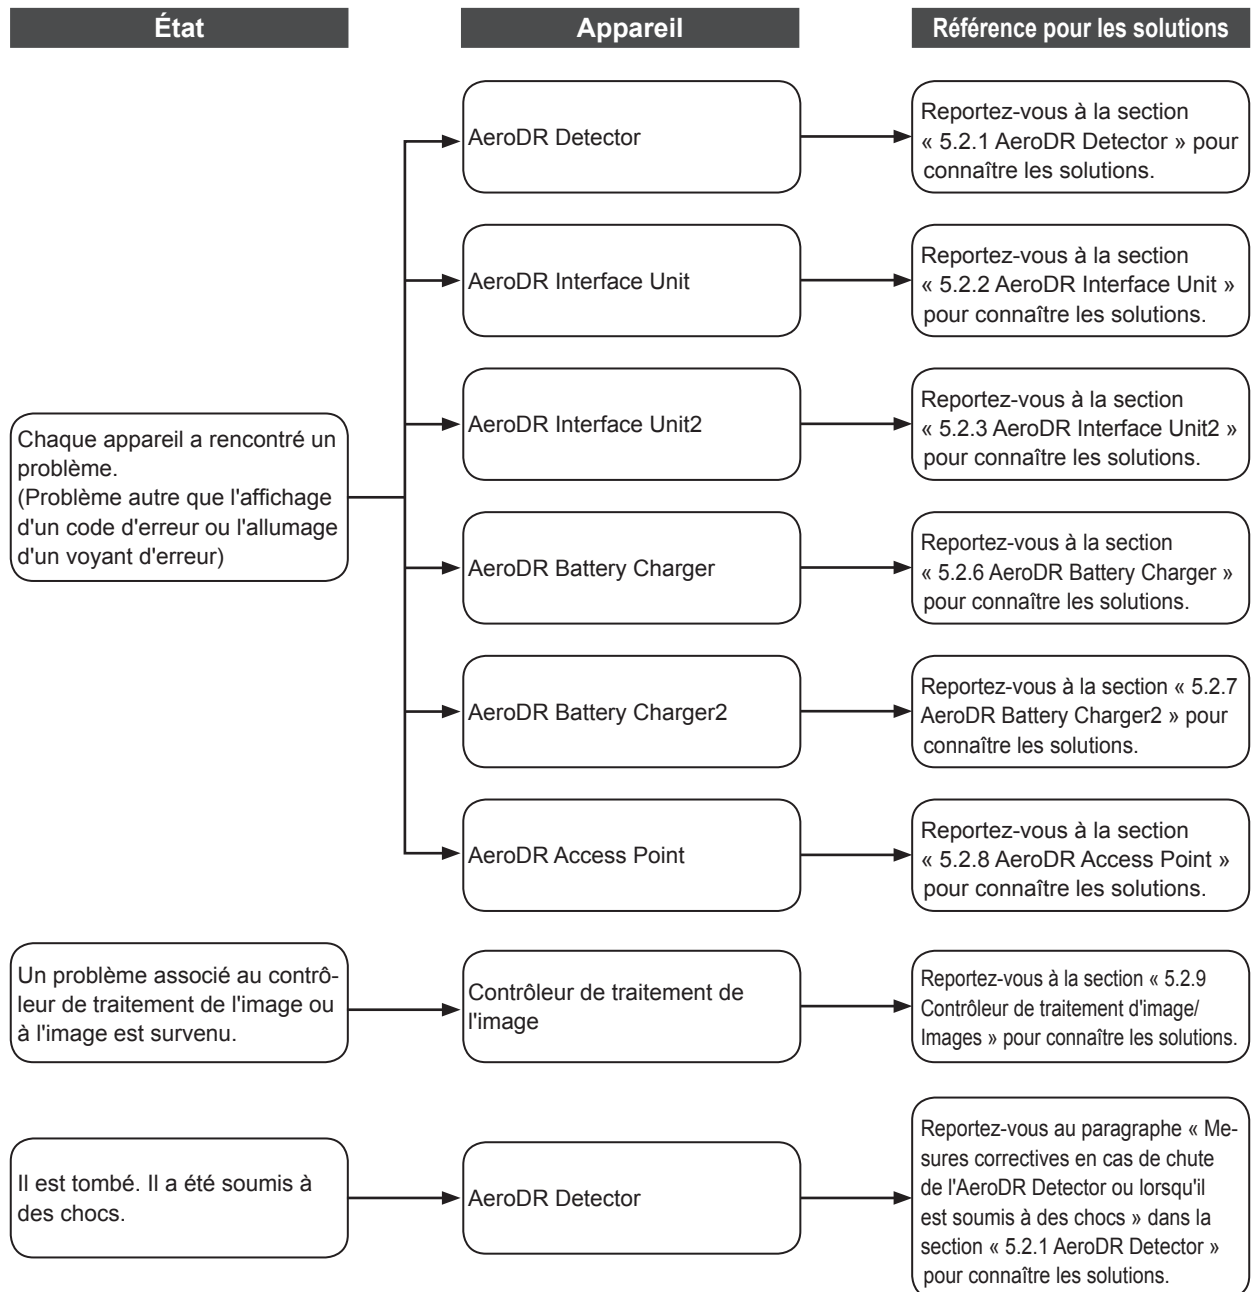 État
Appareil
Référence pour les solutions
AeroDR Detector
Reportez-vous à la section
« 5.2.1 AeroDR Detector » pour
connaître les solutions.
AeroDR Interface Unit
Reportez-vous à la section
« 5.2.2 AeroDR Interface Unit »
pour connaître les solutions.
AeroDR Interface Unit2
Reportez-vous à la section
« 5.2.3 AeroDR Interface Unit2 »
pour connaître les solutions.
Chaque appareil a rencontré un
problème.
(Problème autre que l'affichage
d'un code d'erreur ou l'allumage
d'un voyant d'erreur)
AeroDR Battery Charger
Reportez-vous à la section
« 5.2.6 AeroDR Battery Charger »
pour connaître les solutions.
AeroDR Battery Charger2
Reportez-vous à la section « 5.2.7
AeroDR Battery Charger2 » pour
connaître les solutions.
AeroDR Access Point
Reportez-vous à la section
« 5.2.8 AeroDR Access Point »
pour connaître les solutions.
Un problème associé au contrô-
leur de traitement de l'image ou
à l'image est survenu.
Contrôleur de traitement de
l'image
Reportez-vous à la section « 5.2.9
Contrôleur de traitement d'image/
Images » pour connaître les solutions.
Il est tombé. Il a été soumis à
des chocs.
AeroDR Detector
Reportez-vous au paragraphe « Me-
sures correctives en cas de chute
de l'AeroDR Detector ou lorsqu'il
est soumis à des chocs » dans la
section « 5.2.1 AeroDR Detector »
pour connaître les solutions.